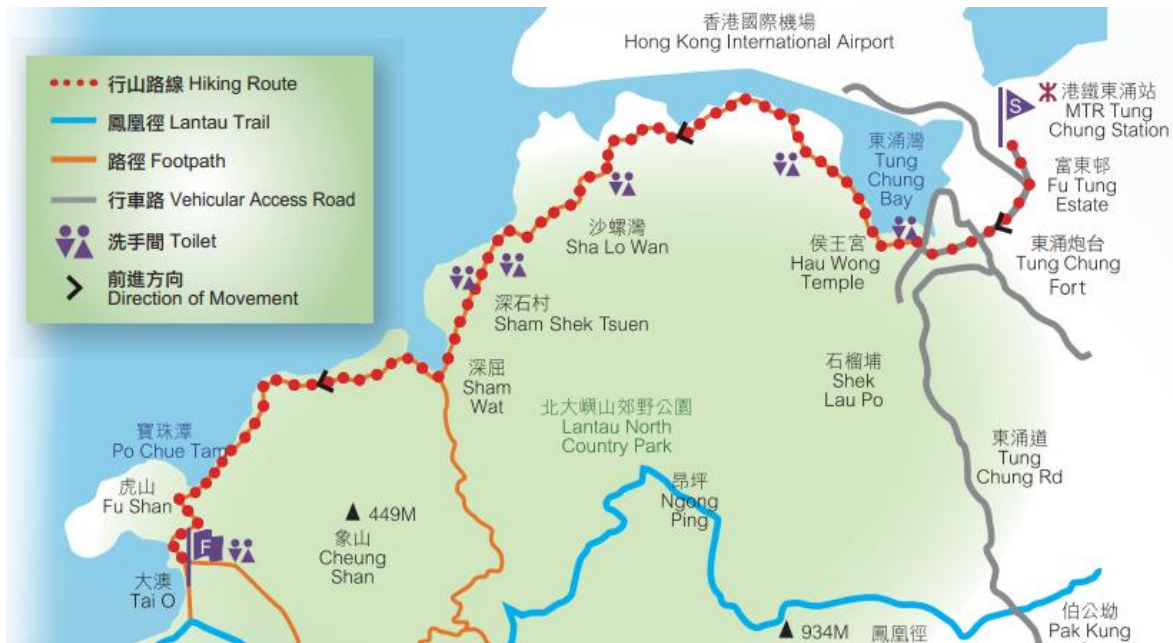 行山路線 Hiking Route
鳳凰徑 Lantau Trail
路徑 Footpath
行車路 Vehicular Access Road
洗手間 Toilet
前進方向
Direction of Movement
香港國際機場
Hong Kong International Airport
S
港鐵東涌站
MTR Tung
Chung Station
富東邨
Fu Tung
Estate
東涌灣
Tung
Chung
Bay
東涌炮台
Tung Chung
Fort
侯王宮
Hau Wong
Temple
沙螺灣
Sha Lo Wan
深石村
Sham Shek Tsuen
深屈
Sham
Wat
石榴埔
Shek
Lau Po
北大嶼山郊野公園
Lantau North
Country Park
東涌道
Tung
Chung Rd
寶珠潭
Po Chue Tam
虎山
Fu Shan
昂坪
Ngong
Ping
449M
象山
Cheung
Shan
F
大澳
Tai O
934M
鳳凰徑
伯公坳
Pak Kung